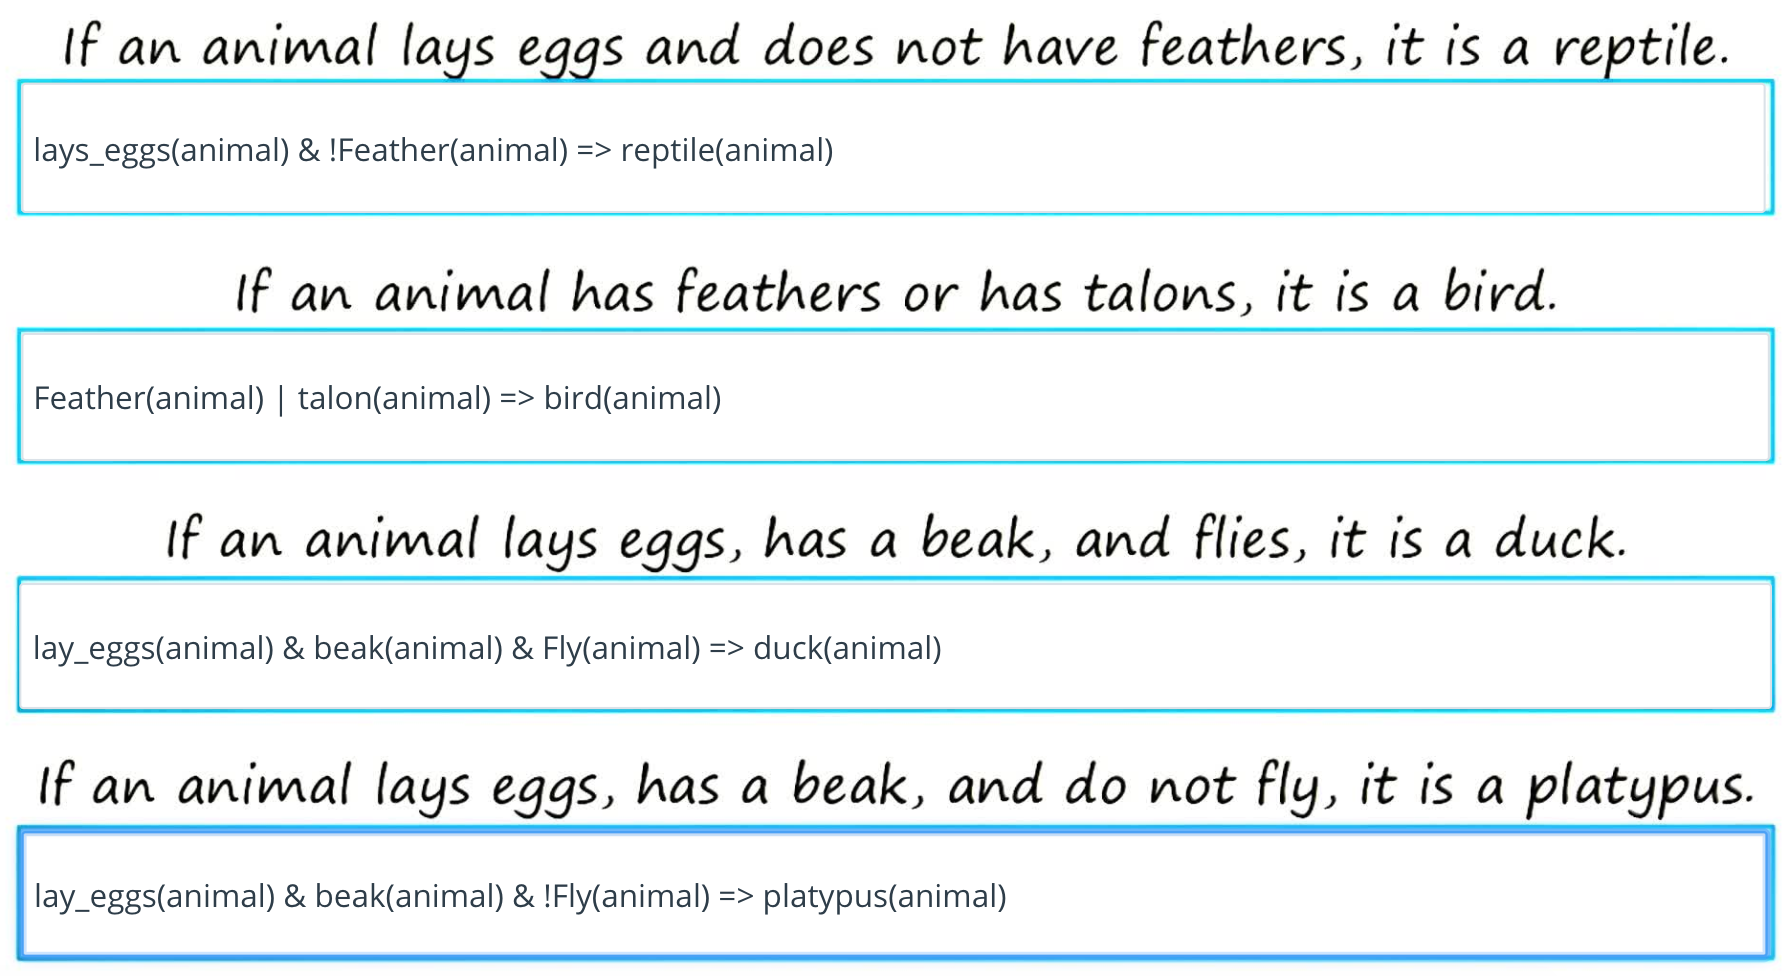 If an animal lays eggs and does not have feathers, it is a reptile.
lays_eggs(animal) & !Feather(animal) => reptile(animal)
If an animal has feathers or has talons, it is a bird.
Feather(animal) | talon(animal) => bird(animal)
If an animal lays eggs, has a beak, and flies, it is a duck.
lay_eggs(animal) & beak(animal) & Fly(animal) => duck(animal)
If an animal lays eggs, has a beak, and do not fly, it is a platypus.
lay_eggs(animal) & beak(animal) & !Fly(animal) => platypus(animal)